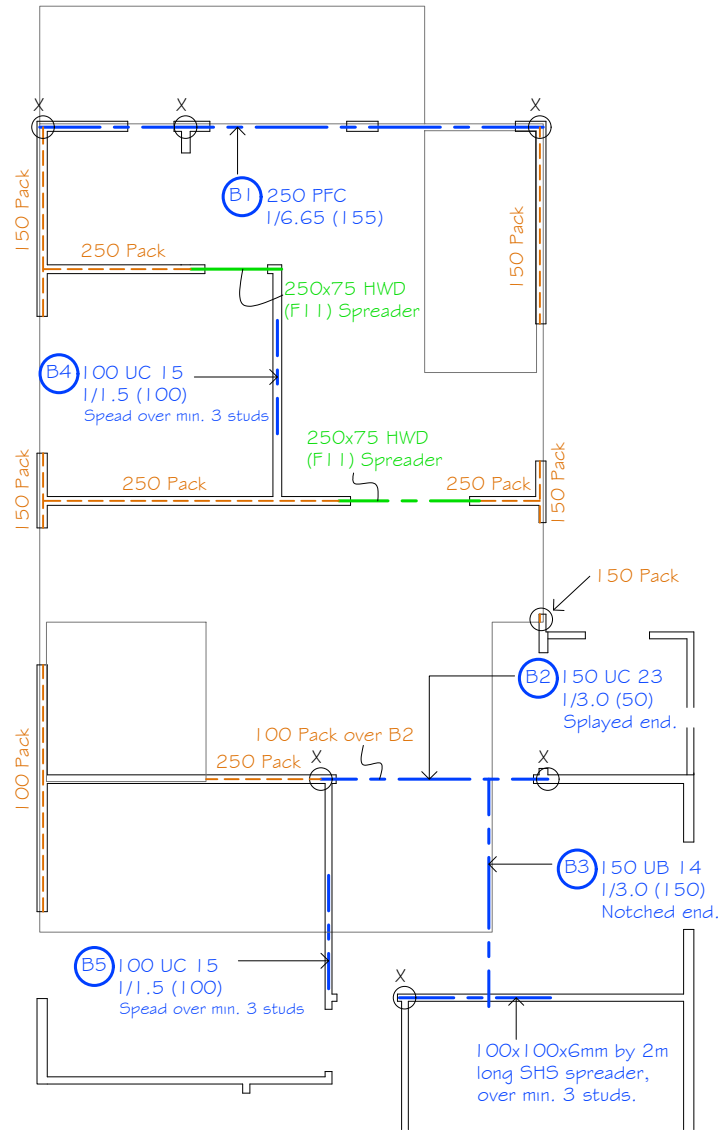 X
X
X
B1
250 PFC
1/6.65 (155)
150 Pack
250 Pack
150 Pack
250x75 HWD
(F11) Spreader
B4
100 UC 15
1/1.5 (100)
Spead over min. 3 studs
250x75 HWD
(F11) Spreader
150 Pack
250 Pack
250 Pack
150 Pack
150 Pack
B2
150 UC 23
1/3.0 (50)
Splayed end.
100 Pack over B2
100 Pack
250 Pack
X
X
B3
150 UB 14
1/3.0 (150)
Notched end.
B5
100 UC 15
1/1.5 (100)
Spead over min. 3 studs
X
100x100x6mm by 2m
long SHS spreader,
over min. 3 studs.